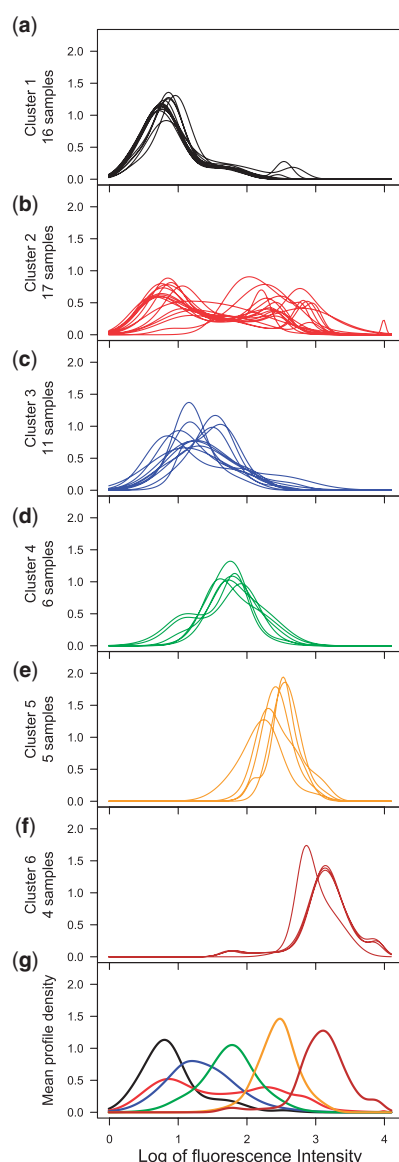 (a)
Cluster 1
16 samples
2.0
1.5
1.0
0.5
0.0
(b)
Cluster 2
17 samples
2.0
1.5
1.0
0.5
0.0
(c)
Cluster 3
11 samples
2.0
1.5
1.0
0.5
0.0
(d)
Cluster 4
6 samples
2.0
1.5
1.0
0.5
0.0
(e)
Cluster 5
5 samples
2.0
1.5
1.0
0.5
0.0
(f)
Cluster 6
4 samples
2.0
1.5
1.0
0.5
0.0
(g)
Mean profile density
2.0
1.5
1.0
0.5
0.0
0 1 2 3 4
Log of fluorescence Intensity